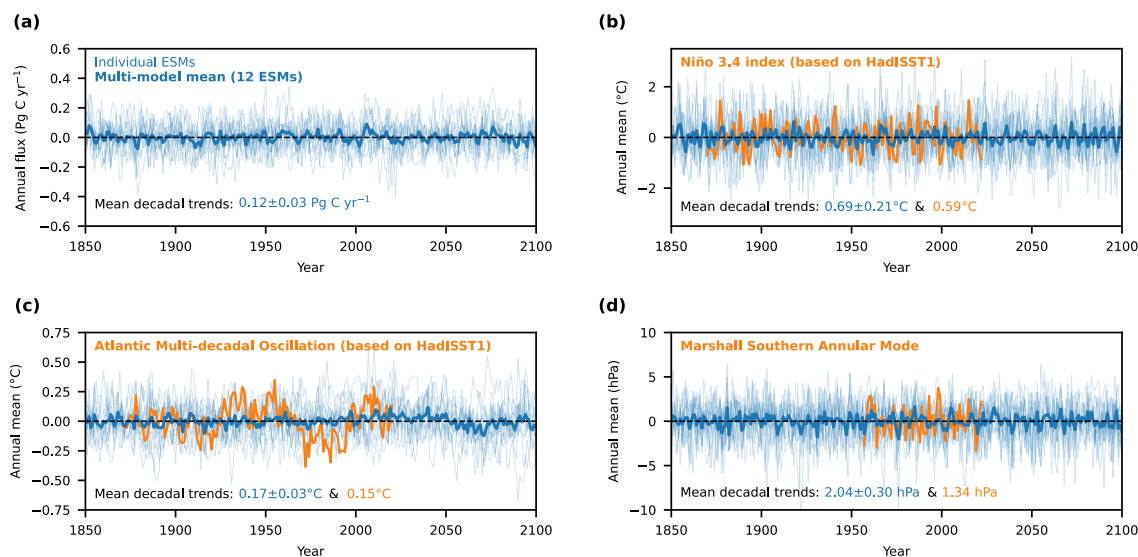 (a)
Annual flux (Pg C yr⁻¹)
0.6
0.4
0.2
0.0
−0.2
−0.4
−0.6
Individual ESMs
Multi-model mean (12 ESMs)
Mean decadal trends: 0.12±0.03 Pg C yr⁻¹
1850 1900 1950 2000 2050 2100
Year
(b)
Annual mean (°C)
2
0
−2
Niño 3.4 index (based on HadISST1)
Mean decadal trends: 0.69±0.21°C & 0.59°C
1850 1900 1950 2000 2050 2100
Year
(c)
Annual mean (°C)
0.75
0.50
0.25
0.00
−0.25
−0.50
−0.75
Atlantic Multi-decadal Oscillation (based on HadISST1)
Mean decadal trends: 0.17±0.03°C & 0.15°C
1850 1900 1950 2000 2050 2100
Year
(d)
Annual mean (hPa)
10
5
0
−5
−10
Marshall Southern Annular Mode
Mean decadal trends: 2.04±0.30 hPa & 1.34 hPa
1850 1900 1950 2000 2050 2100
Year